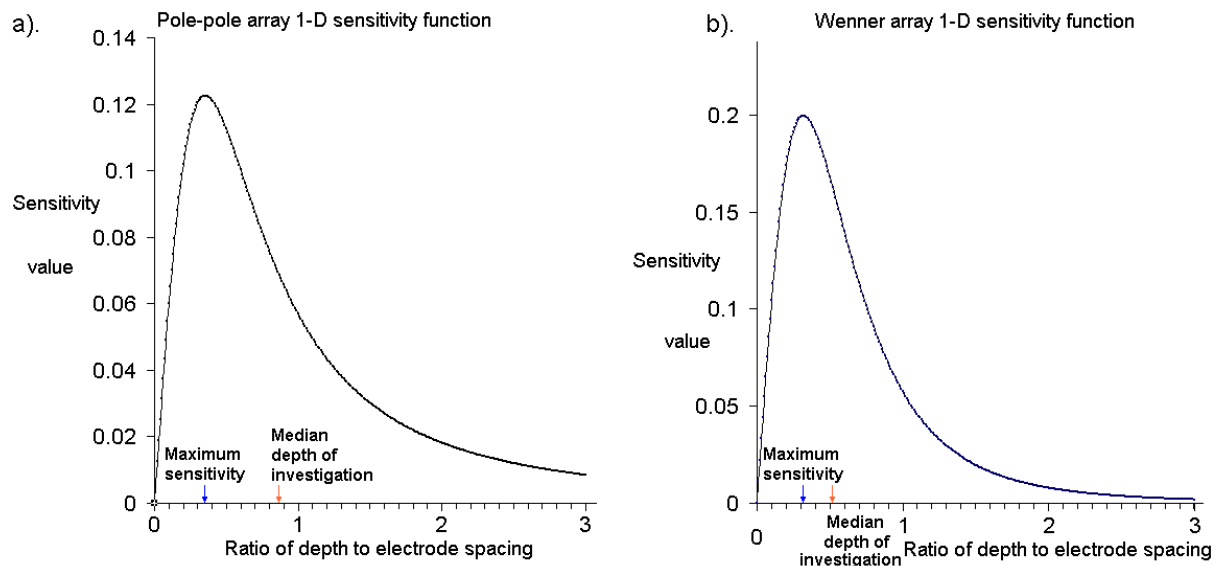 a).
Pole-pole array 1-D sensitivity function
0.14
0.12
0.1
Sensitivity
0.08
value
0.06
0.04
0.02
0
Maximum
sensitivity
Median
depth of
investigation
0
1
2
3
Ratio of depth to electrode spacing
b).
Wenner array 1-D sensitivity function
0.2
0.15
Sensitivity
0.1
value
0.05
0
Maximum
sensitivity
0
1
2
3
Median
depth of
investigation
Ratio of depth to electrode spacing